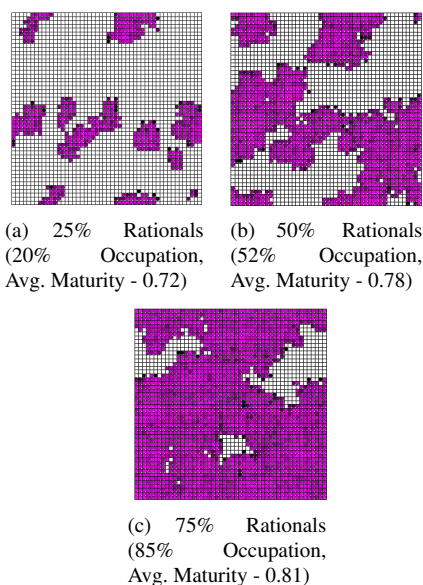 (a) 25% Rationals
(20% Occupation,
Avg. Maturity - 0.72)
(b) 50% Rationals
(52% Occupation,
Avg. Maturity - 0.78)
(c) 75% Rationals
(85% Occupation,
Avg. Maturity - 0.81)